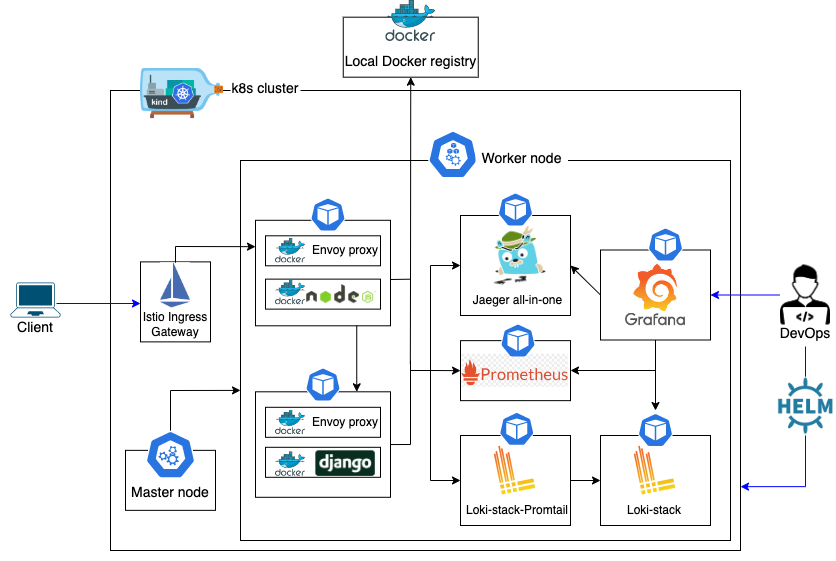 docker
Local Docker registry
kind
k8s cluster
Worker node
docker
Envoy proxy
docker
node
JS
Istio Ingress
Gateway
Client
Jaeger all-in-one
Grafana
</>
DevOps
Prometheus
HELM
docker
Envoy proxy
docker
django
Master node
Loki-stack-Promtail
Loki-stack